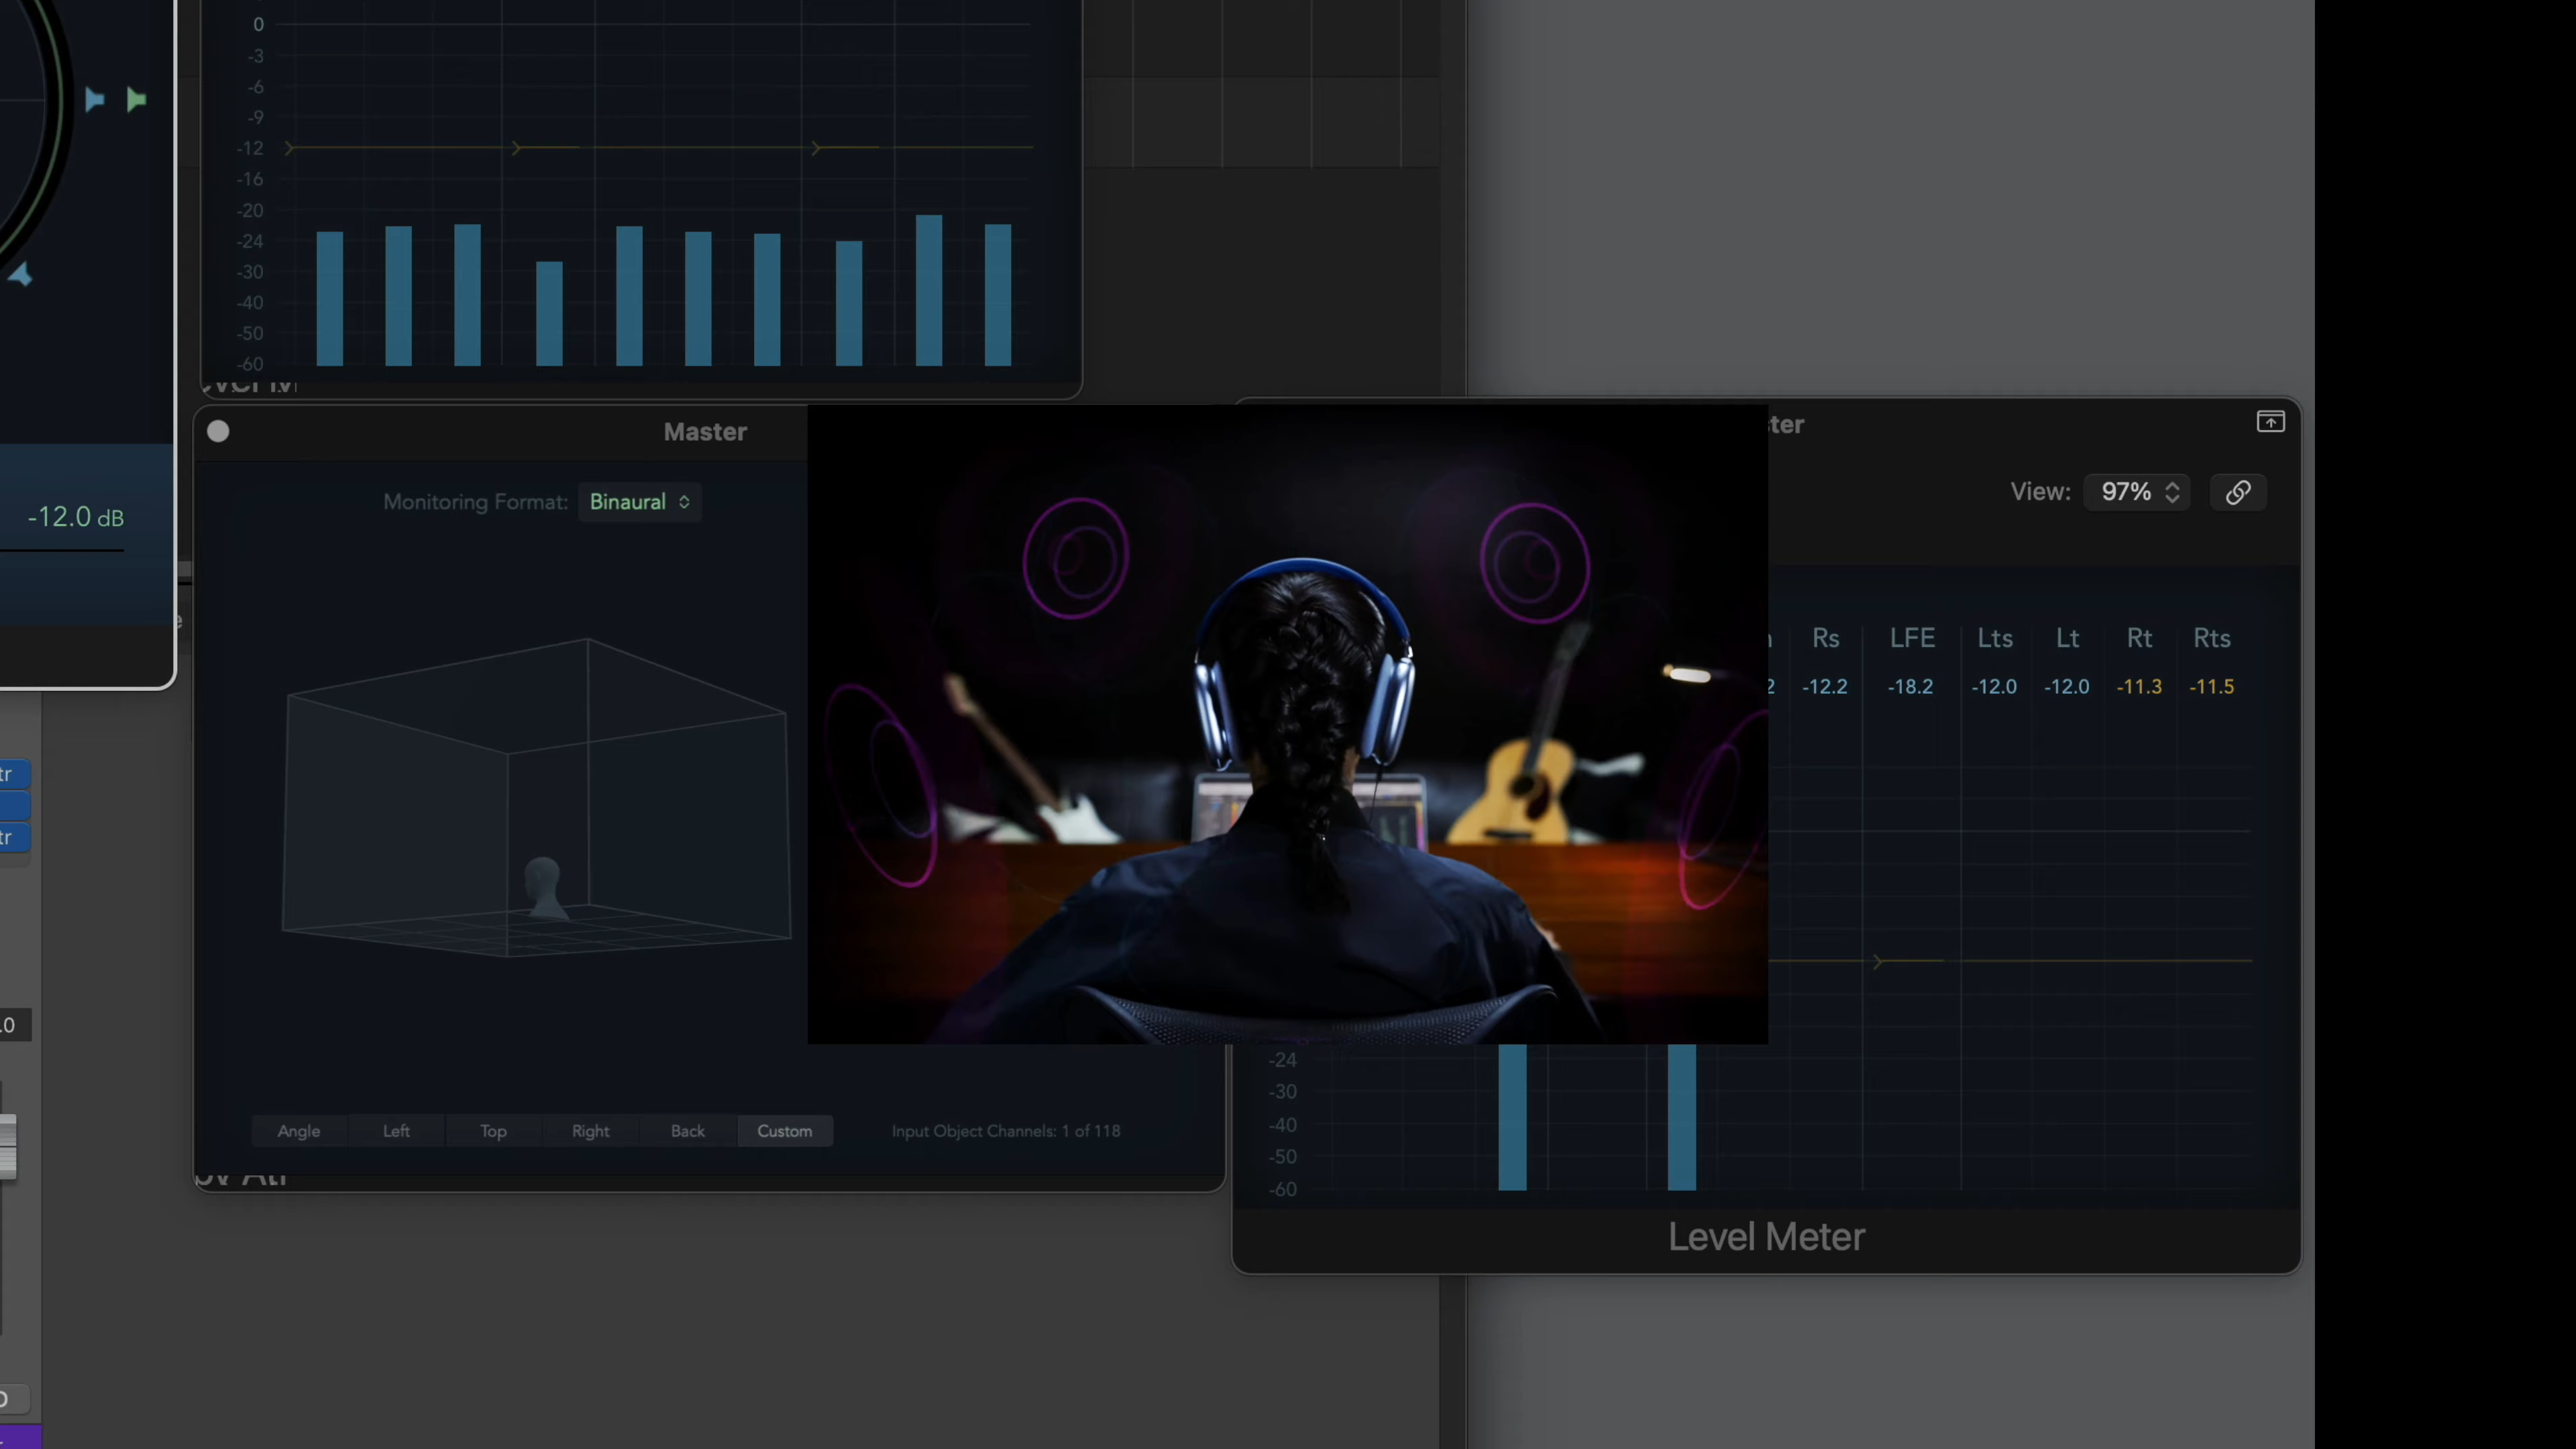 0
-3
-6
-9
-12
-16
-20
-24
-30
-40
-50
-60
Master
Monitoring Format: Binaural
-12.0 dB
View: 97%
Rs LFE Lts Lt Rt Rts
-12.2 -18.2 -12.0 -12.0 -11.3 -11.5
-24
-30
-40
-50
-60
Angle Left Top Right Back Custom
Input Object Channels: 1 of 118
Level Meter